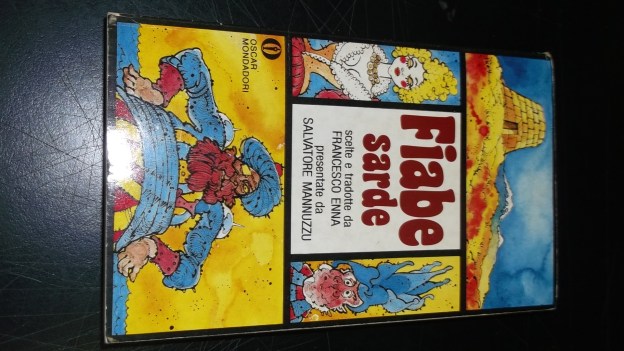 OSCAR
MONDADORI
Fiabe
sarde
scelte e tradotte da
FRANCESCO ENNA
presentate da
SALVATORE MANNUZZU